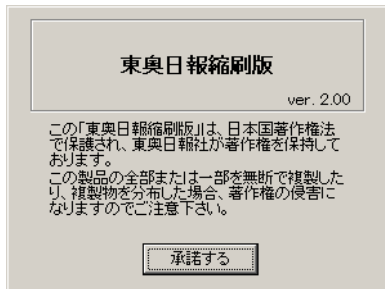 東奥日報縮刷版
ver. 2.00
この「東奥日報縮刷版」は、日本国著作権法
で保護され、東奥日報社が著作権を保持して
おります。
この製品の全部または一部を無断で複製した
り、複製物を分布した場合、著作権の侵害に
なりますのでご注意下さい。
承諾する